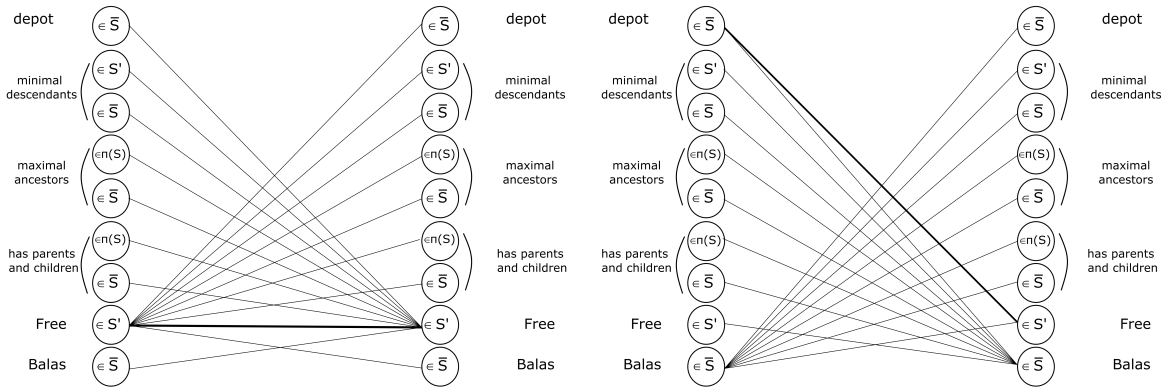 depot ∈ S̅ ∈ S̅ depot depot ∈ S̅ ∈ S̅ depot
∈ S' ∈ S' ∈ S' ∈ S'
minimal minimal minimal minimal
descendants descendants descendants descendants
∈ S̅ ∈ S̅ ∈ S̅ ∈ S̅
∈π(S) ∈π(S) ∈π(S) ∈π(S)
maximal maximal maximal maximal
ancestors ancestors ancestors ancestors
∈ S̅ ∈ S̅ ∈ S̅ ∈ S̅
∈π(S) ∈π(S) ∈π(S) ∈π(S)
has parents has parents has parents has parents
and children and children and children and children
∈ S̅ ∈ S̅ ∈ S̅ ∈ S̅
Free ∈ S' ∈ S' Free Free ∈ S' ∈ S' Free
Balas ∈ S̅ ∈ S̅ Balas Balas ∈ S̅ ∈ S̅ Balas